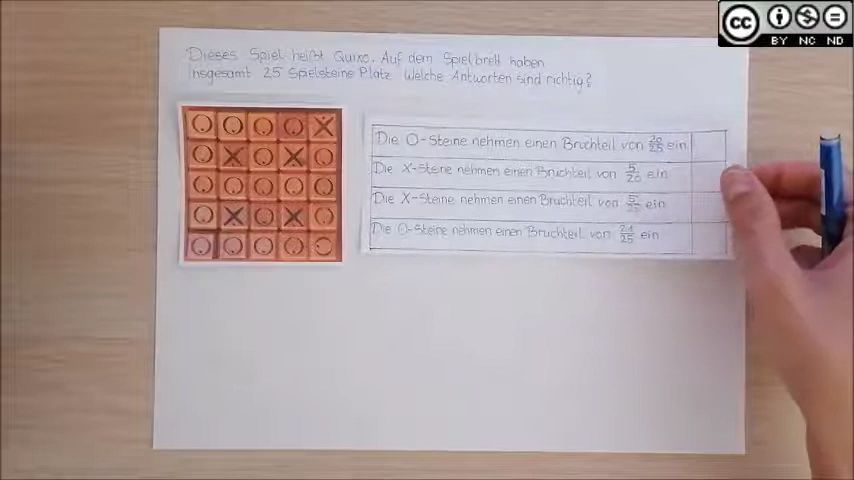 Dieses Spiel heißt Quixo. Auf dem Spielbrett haben
insgesamt 25 Spielsteine Platz. Welche Antworten sind richtig?
O O O O X
O X O X O
O O O O O
O X O X O
O O O O O
Die O-Steine nehmen einen Bruchteil von 20/25 ein
Die X-Steine nehmen einen Bruchteil von 5/20 ein
Die X-Steine nehmen einen Bruchteil von 5/25 ein
Die O-Steine nehmen einen Bruchteil von 21/25 ein
cc
BY NC ND